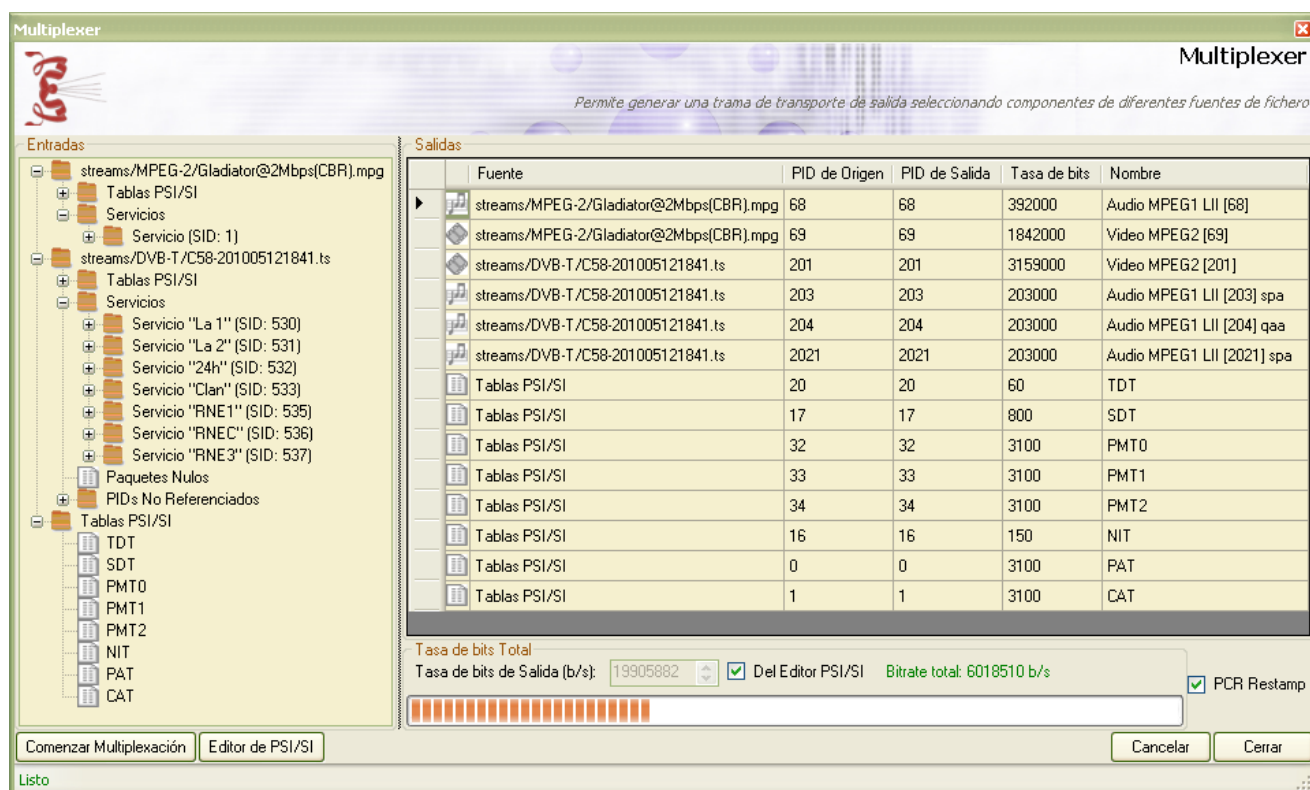 Multiplexer
Multiplexer
Permite generar una trama de transporte de salida seleccionando componentes de diferentes fuentes de fichero
Entradas
streams/MPEG-2/Gladiator@2Mbps(CBR).mpg
Tablas PSI/SI
Servicios
Servicio (SID: 1)
streams/DVB-T/C58-201005121841.ts
Tablas PSI/SI
Servicios
Servicio "La 1" (SID: 530)
Servicio "La 2" (SID: 531)
Servicio "24h" (SID: 532)
Servicio "Clan" (SID: 533)
Servicio "RNE1" (SID: 535)
Servicio "RNEC" (SID: 536)
Servicio "RNE3" (SID: 537)
Paquetes Nulos
PIDs No Referenciados
Tablas PSI/SI
TDT
SDT
PMT0
PMT1
PMT2
NIT
PAT
CAT
Salidas
Fuente PID de Origen PID de Salida Tasa de bits Nombre
streams/MPEG-2/Gladiator@2Mbps(CBR).mpg 68 68 392000 Audio MPEG1 LII [68]
streams/MPEG-2/Gladiator@2Mbps(CBR).mpg 69 69 1842000 Video MPEG2 [69]
streams/DVB-T/C58-201005121841.ts 201 201 3159000 Video MPEG2 [201]
streams/DVB-T/C58-201005121841.ts 203 203 203000 Audio MPEG1 LII [203] spa
streams/DVB-T/C58-201005121841.ts 204 204 203000 Audio MPEG1 LII [204] qaa
streams/DVB-T/C58-201005121841.ts 2021 2021 203000 Audio MPEG1 LII [2021] spa
Tablas PSI/SI 20 20 60 TDT
Tablas PSI/SI 17 17 800 SDT
Tablas PSI/SI 32 32 3100 PMT0
Tablas PSI/SI 33 33 3100 PMT1
Tablas PSI/SI 34 34 3100 PMT2
Tablas PSI/SI 16 16 150 NIT
Tablas PSI/SI 0 0 3100 PAT
Tablas PSI/SI 1 1 3100 CAT
Tasa de bits Total
Tasa de bits de Salida (b/s): 19905882 Del Editor PSI/SI Bitrate total: 6018510 b/s
PCR Restamp
Comenzar Multiplexación Editor de PSI/SI Cancelar Cerrar
Listo